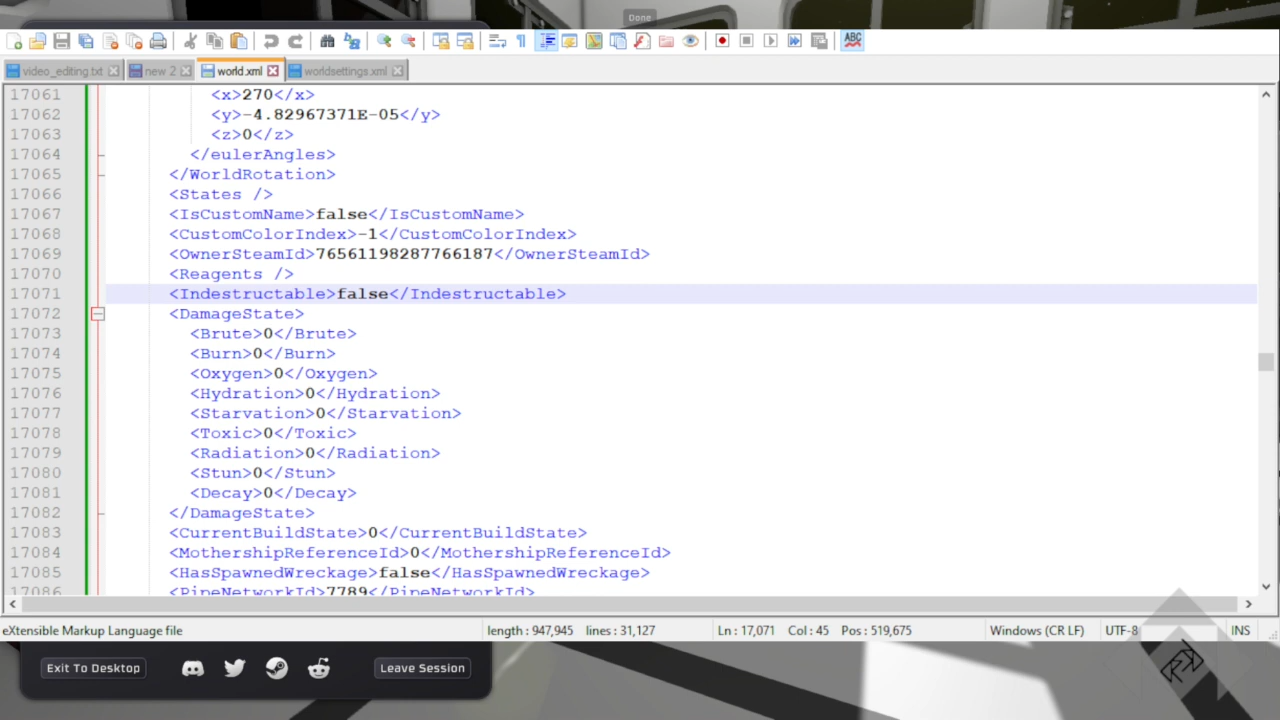 Done
video_editing.txt
new 2
world.xml
worldsettings.xml
17061 <x>270</x>
17062 <y>-4.82967371E-05</y>
17063 <z>0</z>
17064 </eulerAngles>
17065 </WorldRotation>
17066 <States />
17067 <IsCustomName>false</IsCustomName>
17068 <CustomColorIndex>-1</CustomColorIndex>
17069 <OwnerSteamId>76561198287766187</OwnerSteamId>
17070 <Reagents />
17071 <Indestructable>false</Indestructable>
17072 <DamageState>
17073 <Brute>0</Brute>
17074 <Burn>0</Burn>
17075 <Oxygen>0</Oxygen>
17076 <Hydration>0</Hydration>
17077 <Starvation>0</Starvation>
17078 <Toxic>0</Toxic>
17079 <Radiation>0</Radiation>
17080 <Stun>0</Stun>
17081 <Decay>0</Decay>
17082 </DamageState>
17083 <CurrentBuildState>0</CurrentBuildState>
17084 <MothershipReferenceId>0</MothershipReferenceId>
17085 <HasSpawnedWreckage>false</HasSpawnedWreckage>
17086 <PipeNetworkId>7789</PipeNetworkId>
eXtensible Markup Language file length : 947,945 lines : 31,127 Ln : 17,071 Col : 45 Pos : 519,675 Windows (CR LF) UTF-8 INS
Exit To Desktop
Leave Session